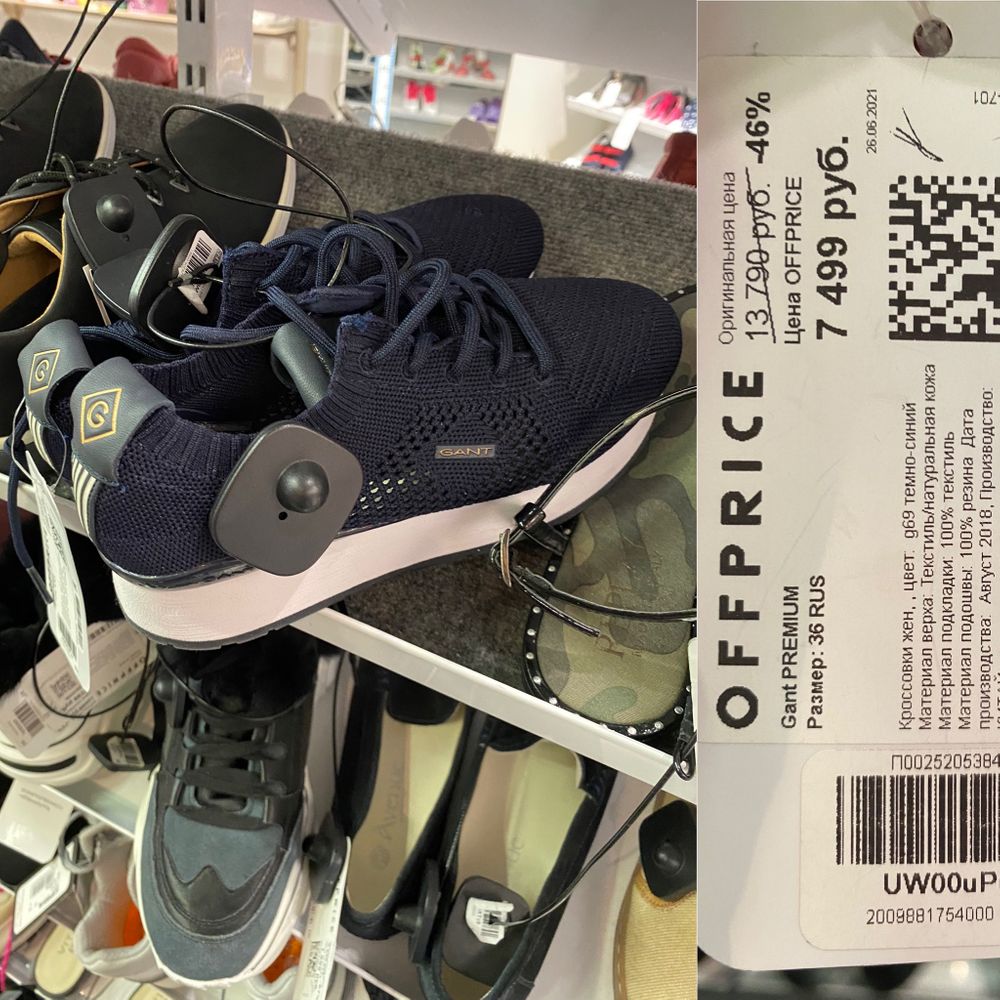 G
G
GANT
OFFPRICE
Оригинальная цена
13 790 руб. -46%
Цена OFFPRICE
7 499 руб.
26.06.2021
Gant PREMIUM
Размер: 36 RUS
Кроссовки жен, , цвет: g69 темно-синий
Материал верха: Текстиль/натуральная кожа
Материал подкладки: 100% текстиль
Материал подошвы: 100% резина Дата
производства: Август 2018, Производство:
П0025205384
UW00uP
2009881754000